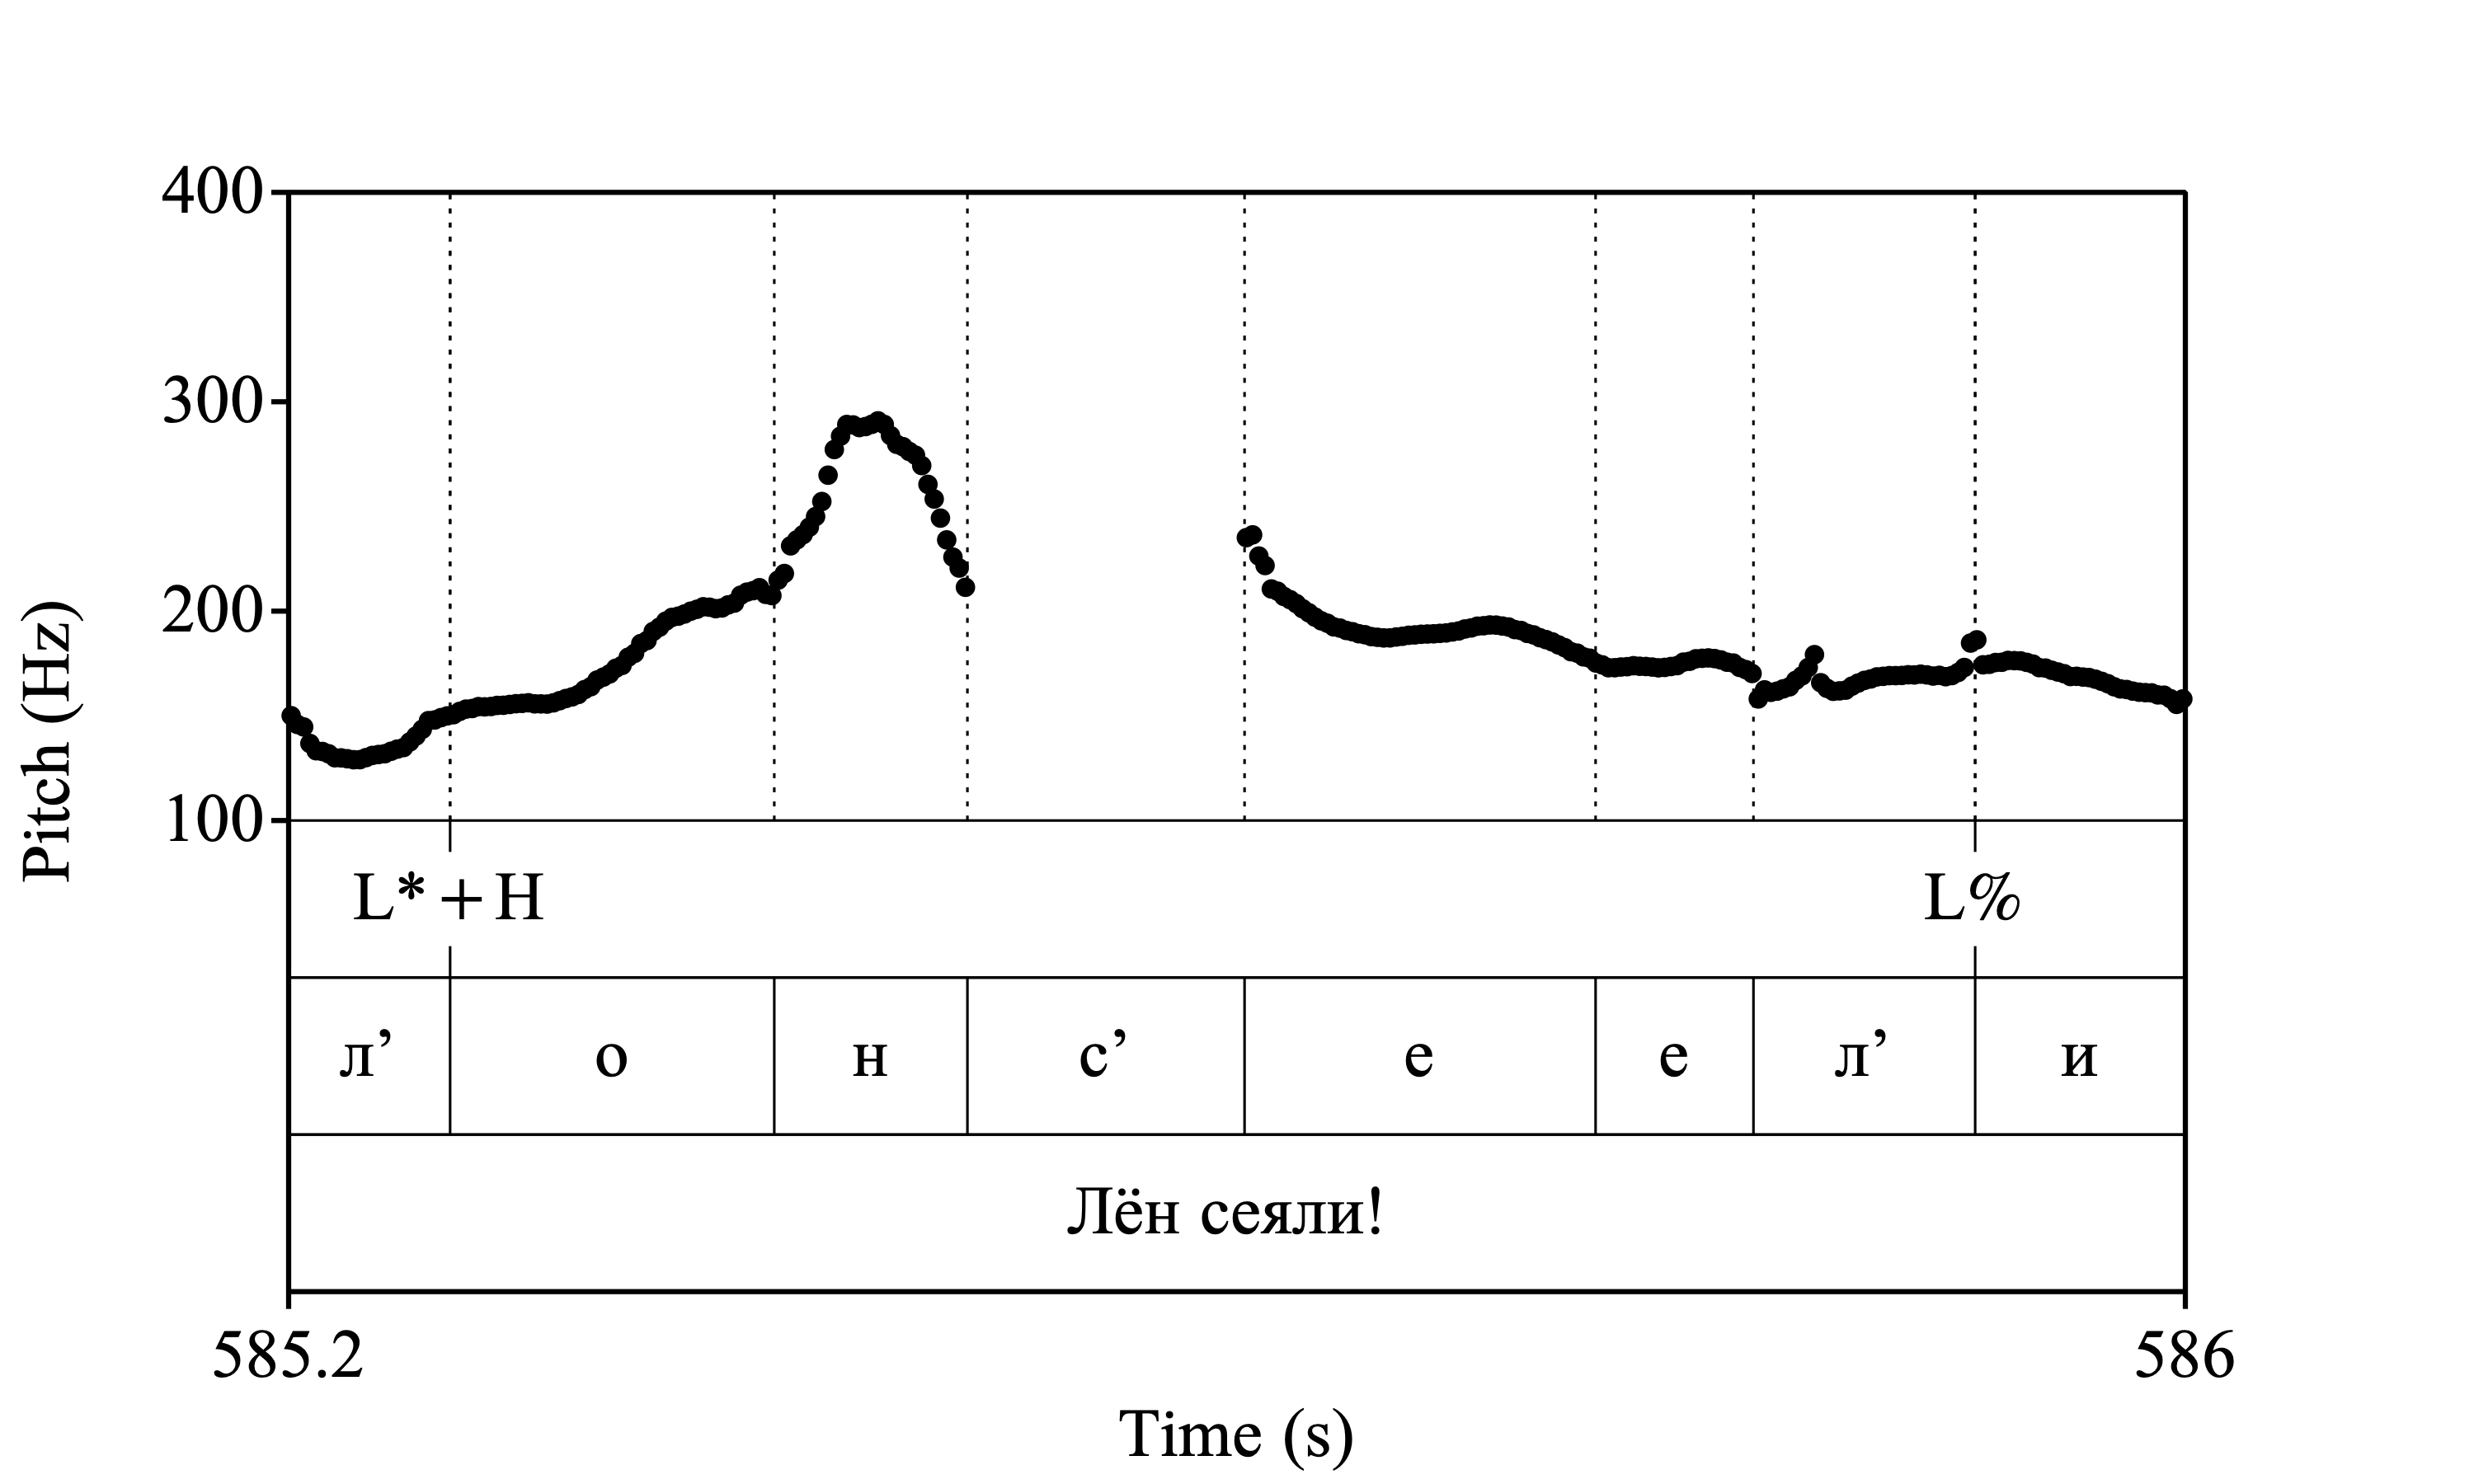 400
300
200
100
Pitch (Hz)
L*+H L%
л’ о н с’ е е л’ и
Лён сеяли!
585.2 586
Time (s)